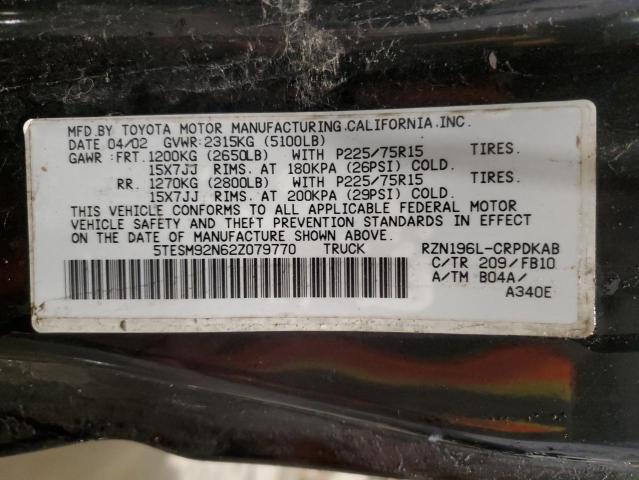 MFD.BY TOYOTA MOTOR MANUFACTURING,CALIFORNIA,INC.
DATE 04/02 GVWR:2315KG (5100LB)
GAWR:FRT.1200KG (2650LB) WITH P225/75R15 TIRES.
15X7JJ RIMS.AT 180KPA (26PSI) COLD.
RR. 1270KG (2800LB) WITH P225/75R15 TIRES.
15X7JJ RIMS.AT 200KPA (29PSI) COLD.
THIS VEHICLE CONFORMS TO ALL APPLICABLE FEDERAL MOTOR
VEHICLE SAFETY AND THEFT PREVENTION STANDARDS IN EFFECT
ON THE DATE OF MANUFACTURE SHOWN ABOVE.
5TESM92N62Z079770 TRUCK RZN196L-CRPDKAB
C/TR 209/FB10
A/TM B04A/
A340E